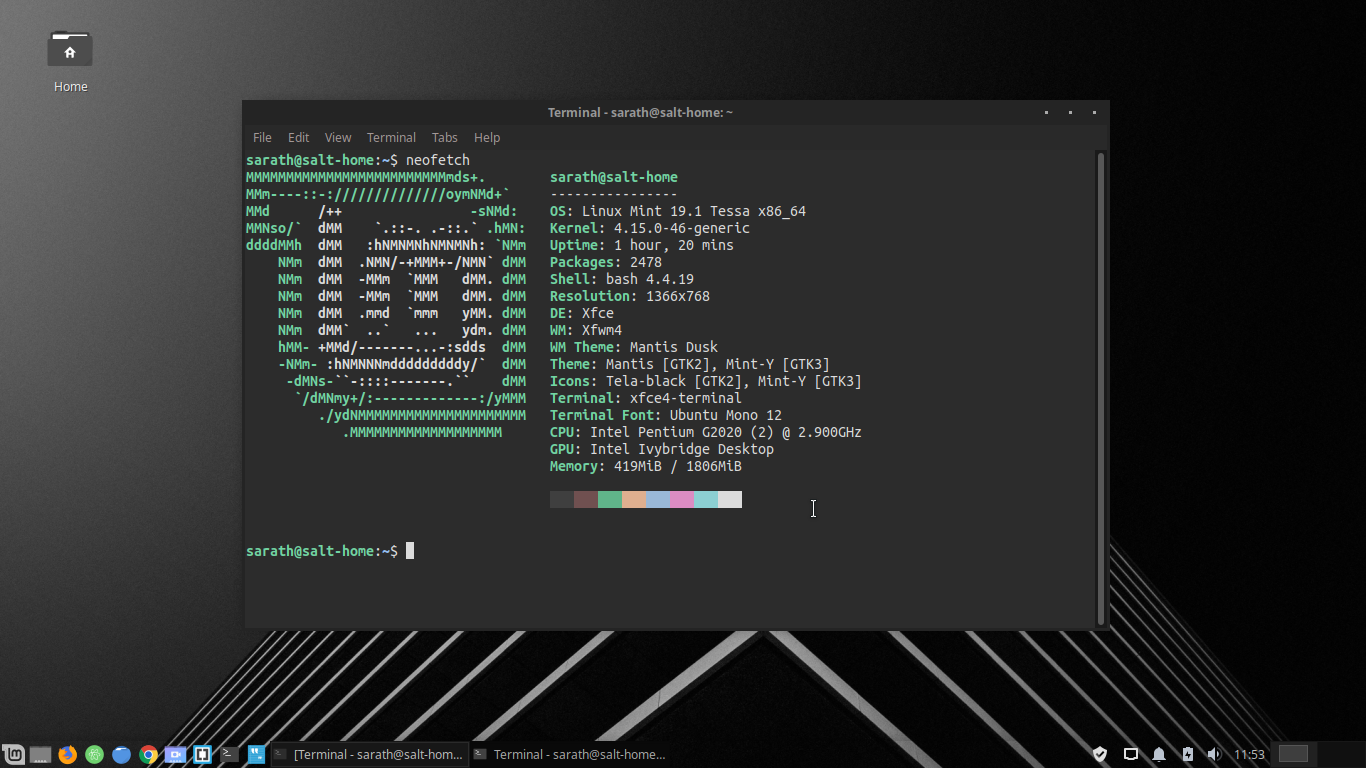 Home
Terminal - sarath@salt-home: ~
File Edit View Terminal Tabs Help
sarath@salt-home:~$ neofetch
MMMMMMMMMMMMMMMMMMMMMMMMMmds+. sarath@salt-home
MMm----::-://////////////oymNMd+` ---------------
MMd /++ -sNMd: OS: Linux Mint 19.1 Tessa x86_64
MMNso/` dMM `.::-. .-::.` .hMN: Kernel: 4.15.0-46-generic
ddddMMh dMM :hNMNMNhNMNMNh: `NMm Uptime: 1 hour, 20 mins
NMm dMM .NMN/-+MMM+-/NMN` dMM Packages: 2478
NMm dMM -MMm `MMM dMM. dMM Shell: bash 4.4.19
NMm dMM -MMm `MMM dMM. dMM Resolution: 1366x768
NMm dMM .mmd `mmm yMM. dMM DE: Xfce
NMm dMM` ..` ... ydm. dMM WM: Xfwm4
hMM- +MMd/-------...-:sdds dMM WM Theme: Mantis Dusk
-NMm- :hNMNNNmdddddddddy/` dMM Theme: Mantis [GTK2], Mint-Y [GTK3]
-dMNs-``-::::-------.`` dMM Icons: Tela-black [GTK2], Mint-Y [GTK3]
`/dMNmy+/:-------------:/yMMM Terminal: xfce4-terminal
./ydNMMMMMMMMMMMMMMMMMMMMM Terminal Font: Ubuntu Mono 12
.MMMMMMMMMMMMMMMMMMM CPU: Intel Pentium G2020 (2) @ 2.900GHz
GPU: Intel Ivybridge Desktop
Memory: 419MiB / 1806MiB
sarath@salt-home:~$
[Terminal - sarath@salt-hom... Terminal - sarath@salt-home... 11:53